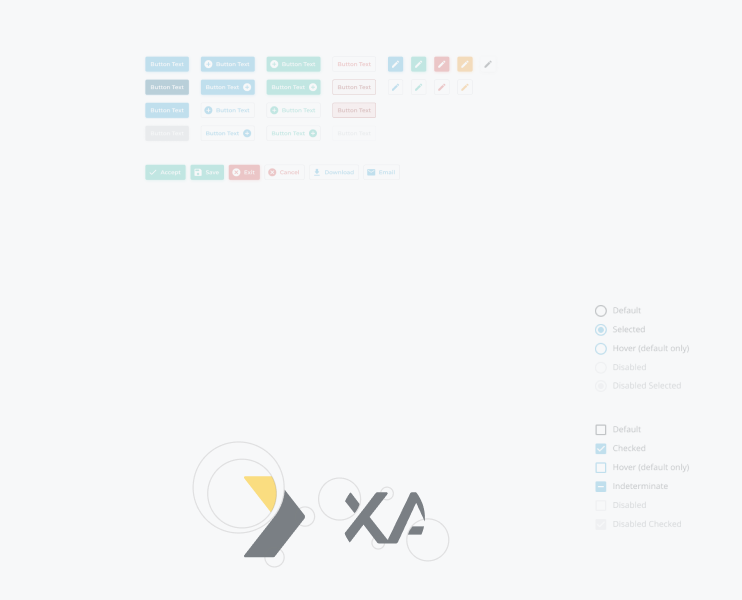 Button Text Button Text Button Text Button Text
Button Text Button Text Button Text Button Text
Button Text Button Text Button Text Button Text
Button Text Button Text Button Text Button Text
Accept Save Exit Cancel Download Email
Default
Selected
Hover (default only)
Disabled
Disabled Selected
Default
Checked
Hover (default only)
Indeterminate
Disabled
Disabled Checked
XA